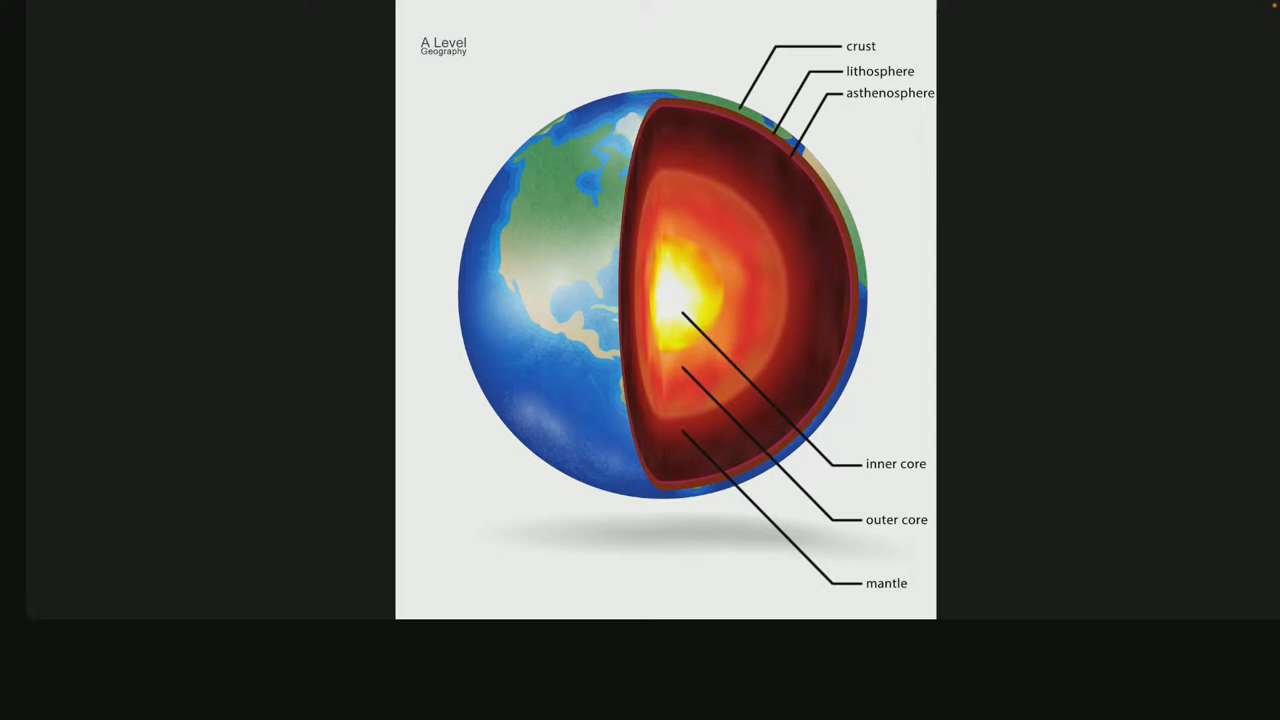 A Level
Geography
crust
lithosphere
asthenosphere
inner core
outer core
mantle